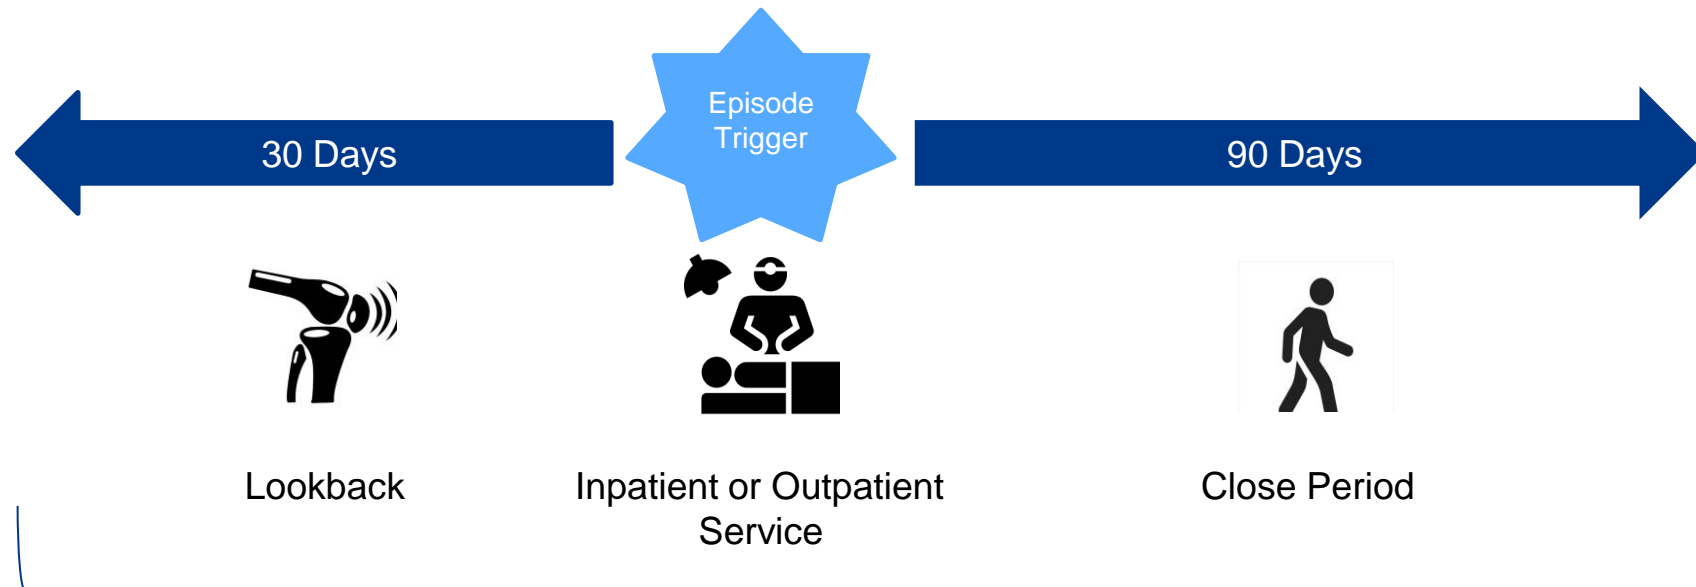 Episode
Trigger
30 Days
90 Days
Lookback
Inpatient or Outpatient
Service
Close Period